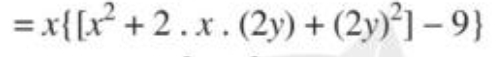 = x{[x² + 2 . x . (2y) + (2y)²] – 9}